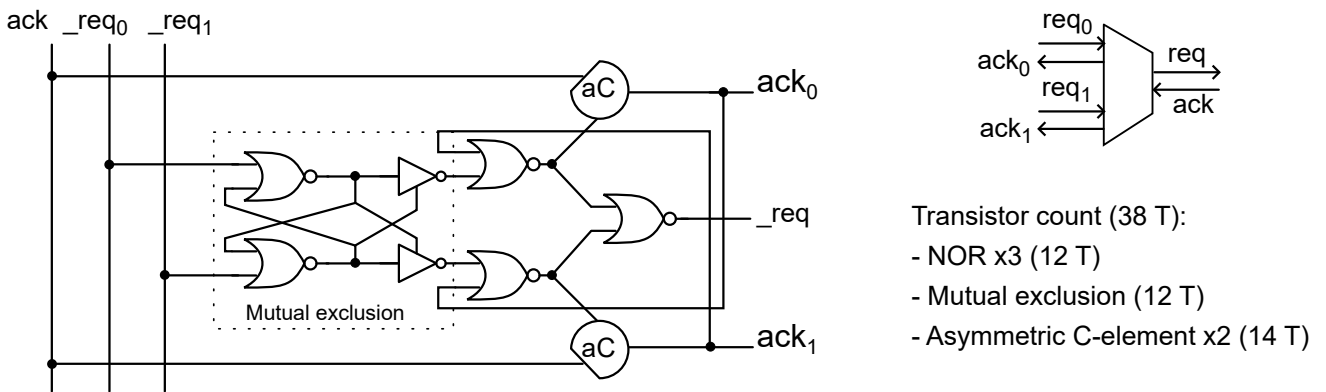 ack _req0 _req1
aC
ack0
_req
Mutual exclusion
aC
ack1
req0
ack0
req1
ack1
req
ack
Transistor count (38 T):
- NOR x3 (12 T)
- Mutual exclusion (12 T)
- Asymmetric C-element x2 (14 T)